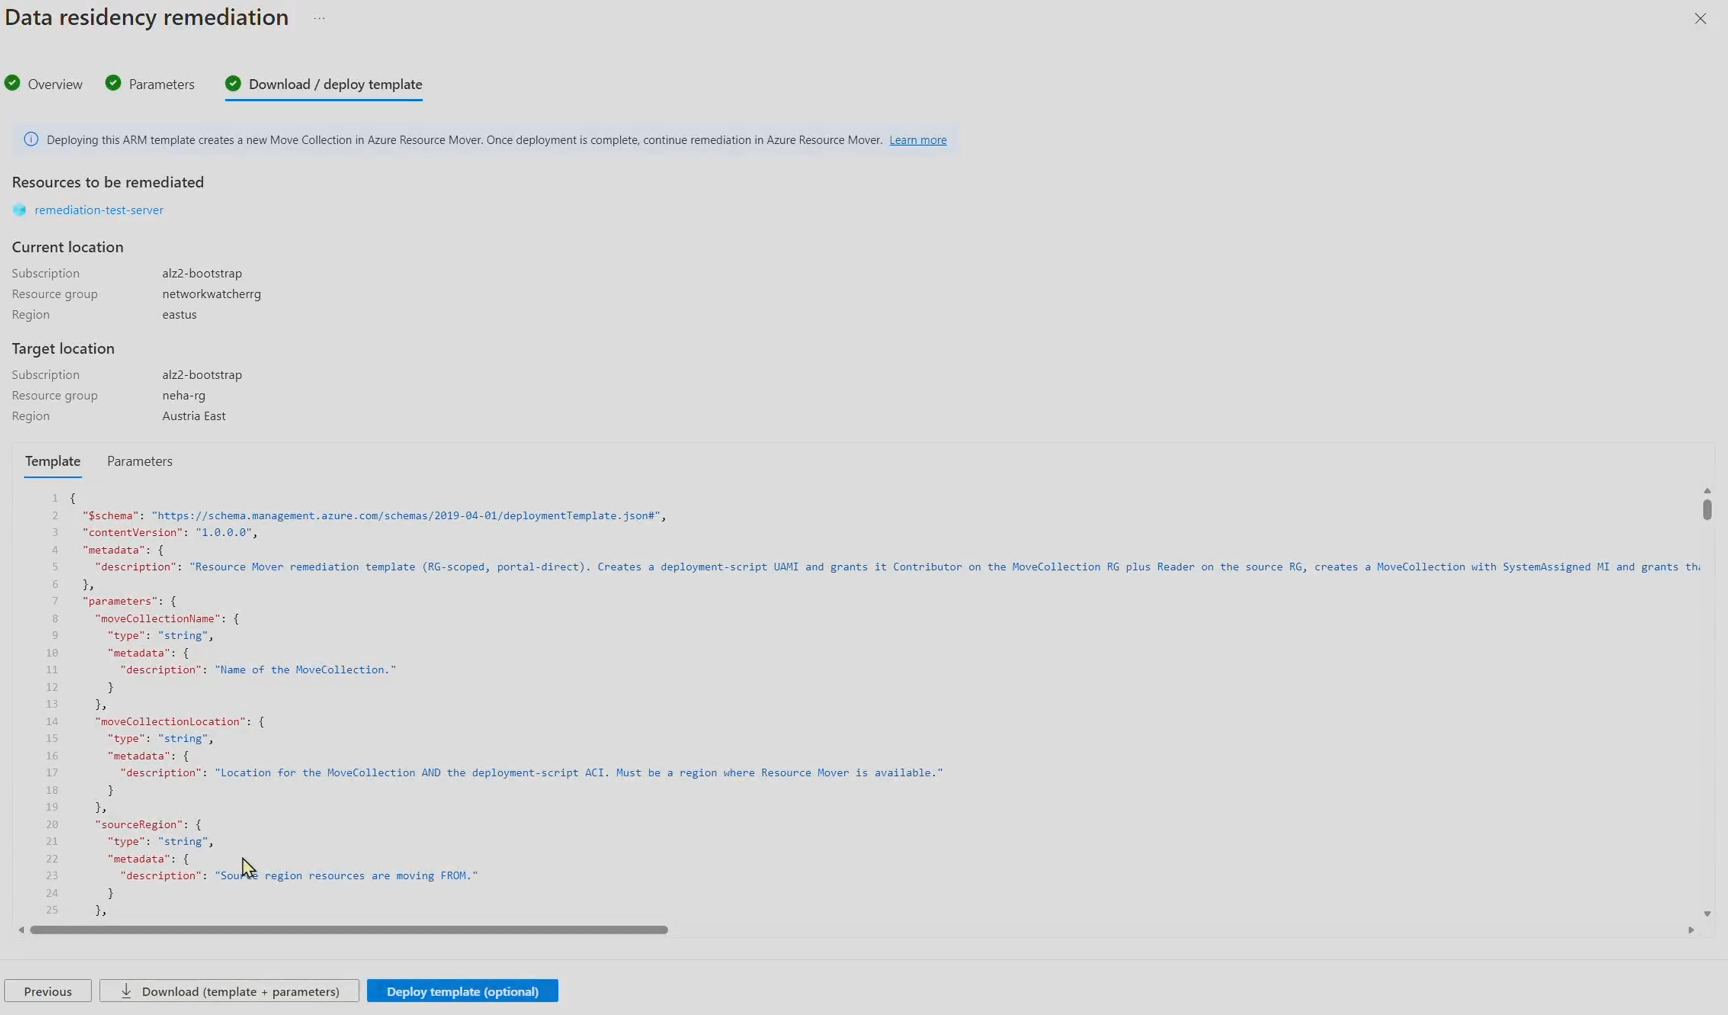 Data residency remediation ...
Overview Parameters Download / deploy template
Deploying this ARM template creates a new Move Collection in Azure Resource Mover. Once deployment is complete, continue remediation in Azure Resource Mover. Learn more
Resources to be remediated
remediation-test-server
Current location
Subscription alz2-bootstrap
Resource group networkwatcherrg
Region eastus
Target location
Subscription alz2-bootstrap
Resource group neha-rg
Region Austria East
Template Parameters
1 {
2 "$schema": "https://schema.management.azure.com/schemas/2019-04-01/deploymentTemplate.json#",
3 "contentVersion": "1.0.0.0",
4 "metadata": {
5 "description": "Resource Mover remediation template (RG-scoped, portal-direct). Creates a deployment-script UAMI and grants it Contributor on the MoveCollection RG plus Reader on the source RG, creates a MoveCollection with SystemAssigned MI and grants
6 },
7 "parameters": {
8 "moveCollectionName": {
9 "type": "string",
10 "metadata": {
11 "description": "Name of the MoveCollection."
12 }
13 },
14 "moveCollectionLocation": {
15 "type": "string",
16 "metadata": {
17 "description": "Location for the MoveCollection AND the deployment-script ACI. Must be a region where Resource Mover is available."
18 }
19 },
20 "sourceRegion": {
21 "type": "string",
22 "metadata": {
23 "description": "Source region resources are moving FROM."
24 }
25 },
Previous Download (template + parameters) Deploy template (optional)